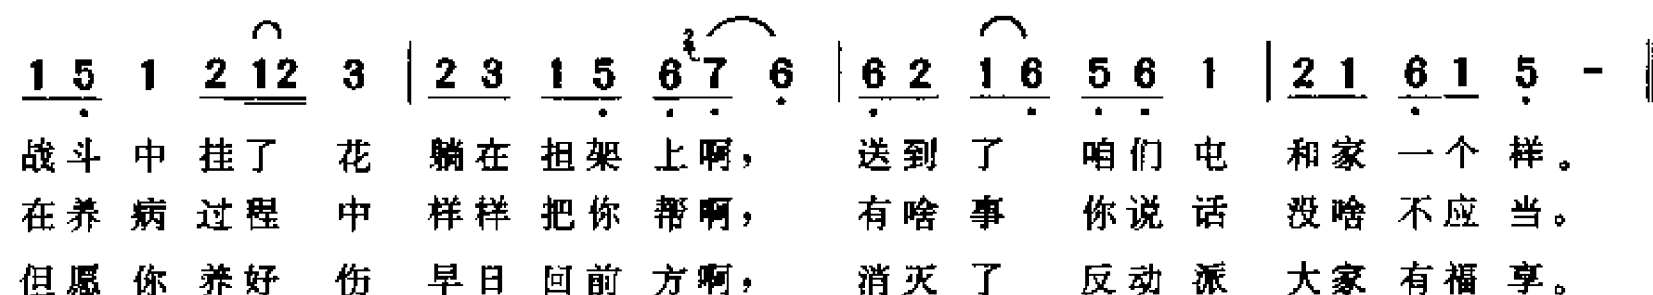 1 5 1 2 12 3 | 2 3 1 5 6 2 7 6 | 6 2 1 6 5 6 1 | 2 1 6 1 5 - ‖
战斗 中 挂了 花 躺在 担架 上啊， 送到 了 咱们 屯 和家 一个 样。
在养 病 过程 中 样样 把你 帮啊， 有啥 事 你说 话 没啥 不应 当。
但愿 你 养好 伤 早日 回前 方啊， 消灭 了 反动 派 大家 有福 享。